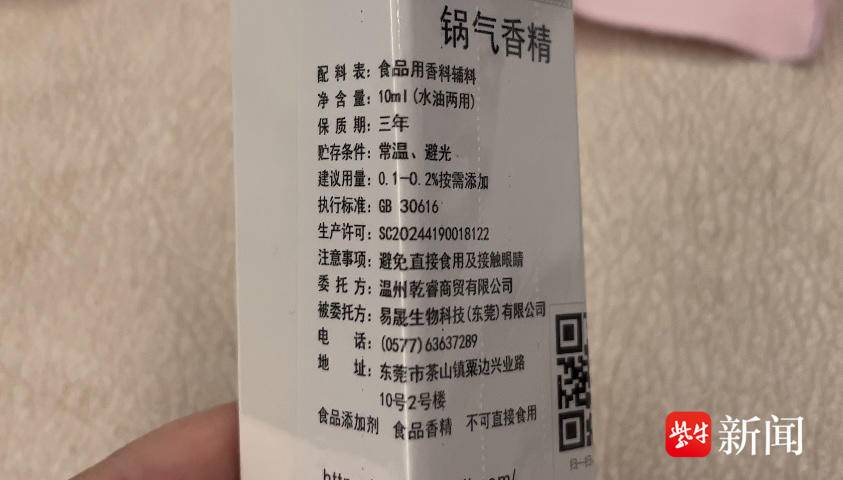 锅气香精
配料表：食品用香料辅料
净含量：10ml(水油两用)
保质期：三年
贮存条件：常温、避光
建议用量：0.1-0.2%按需添加
执行标准：GB 30616
生产许可：SC20244190018122
注意事项：避免直接食用及接触眼睛
委托方：温州乾睿商贸有限公司
被委托方：易晟生物科技(东莞)有限公司
电话：(0577)63637289
地址：东莞市茶山镇粟边兴业路
10号2号楼
食品添加剂 食品香精 不可直接食用
紫牛新闻